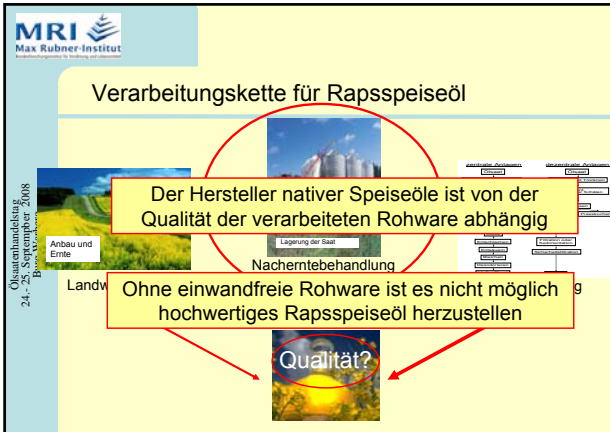 MRI
Max Rubner-Institut
Verarbeitungskette für Rapsspeiseöl
Ölsaatenhandelstag
24.- 25. September 2008
zentrale Anlagen
dezentrale Anlagen
Ölsaat
Ölsaat
Der Hersteller nativer Speiseöle ist von der
Qualität der verarbeiteten Rohware abhängig
Anbau und
Ernte
Lagerung der Saat
Nacherntebehandlung
Ohne einwandfreie Rohware ist es nicht möglich
hochwertiges Rapsspeiseöl herzustellen
Qualität?